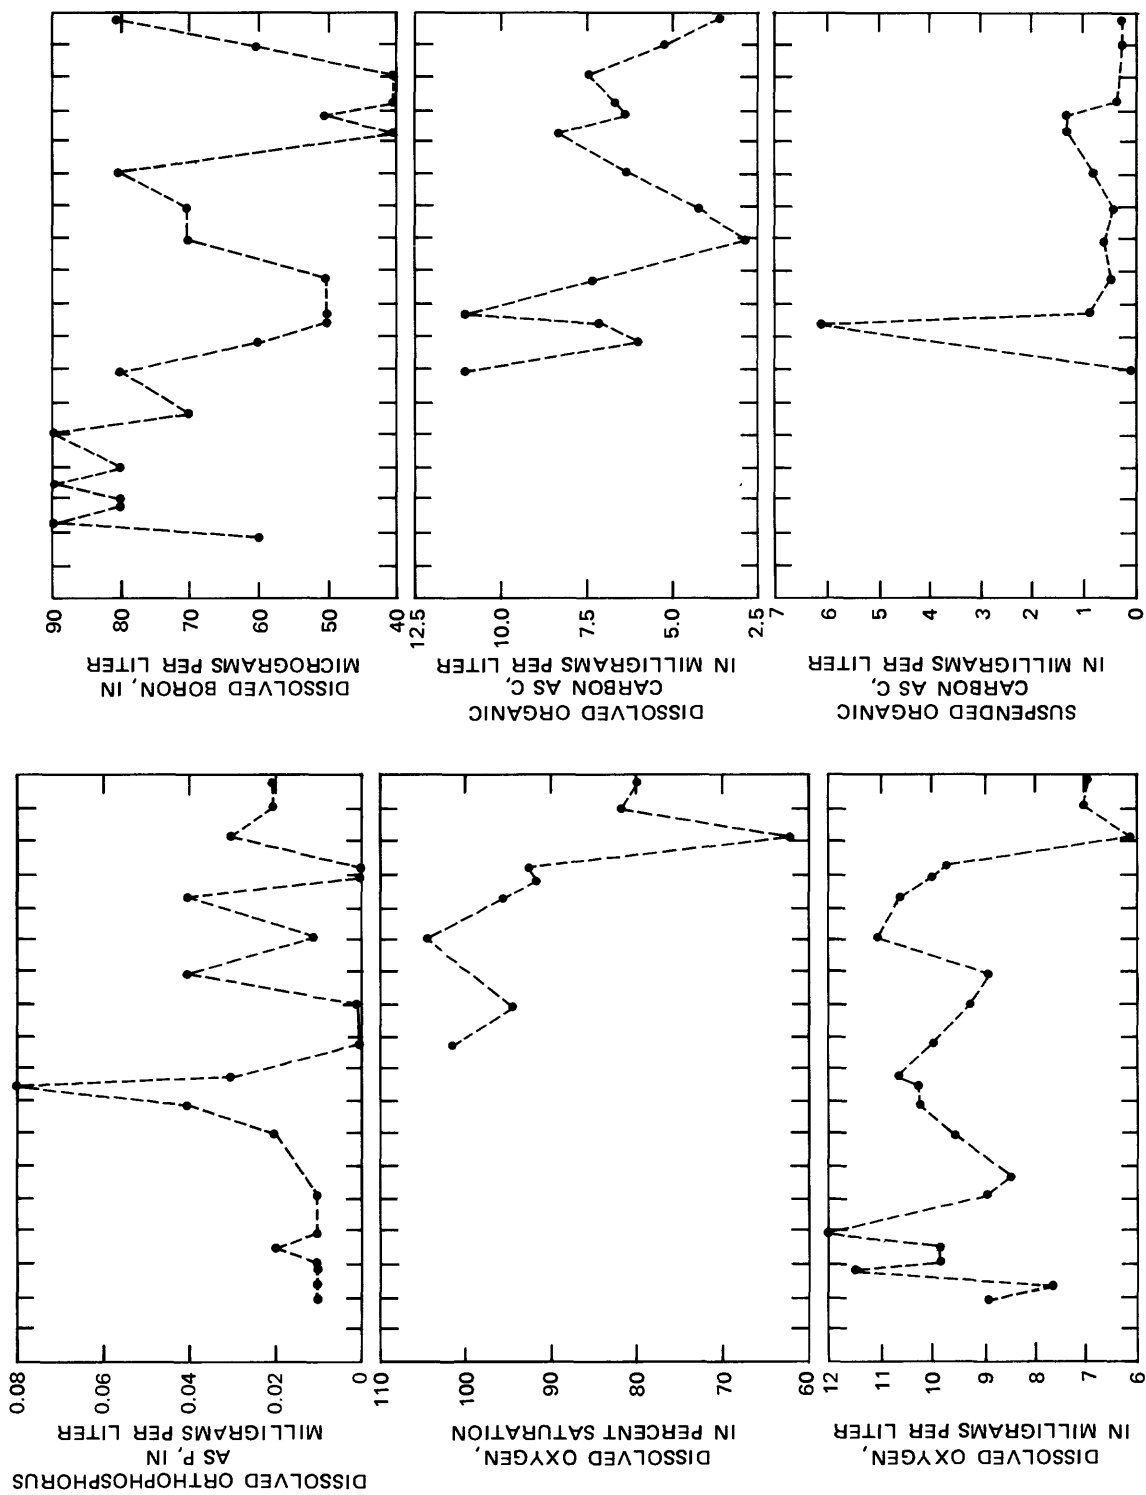 DISSOLVED BORON, IN
MICROGRAMS PER LITER
90
80
70
60
50
40
DISSOLVED ORGANIC
CARBON AS C,
IN MILLIGRAMS PER LITER
12.5
10.0
7.5
5.0
2.5
SUSPENDED ORGANIC
CARBON AS C,
IN MILLIGRAMS PER LITER
7
6
5
4
3
2
1
0
DISSOLVED ORTHOPHOSPHORUS
AS P, IN
MILLIGRAMS PER LITER
0.08
0.06
0.04
0.02
0
DISSOLVED OXYGEN,
IN PERCENT SATURATION
110
100
90
80
70
60
DISSOLVED OXYGEN,
IN MILLIGRAMS PER LITER
12
11
10
9
8
7
6